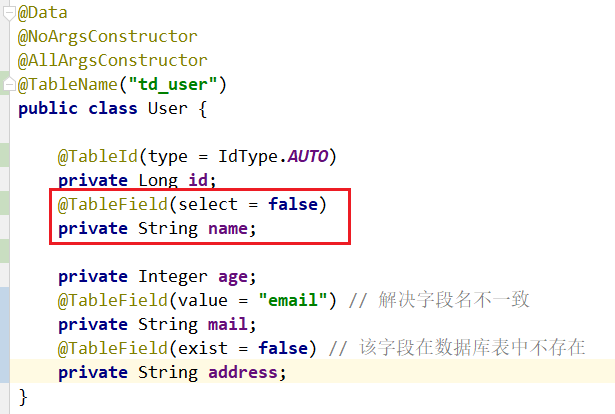 @Data
@NoArgsConstructor
@AllArgsConstructor
@TableName("td_user")
public class User {
@TableId(type = IdType.AUTO)
private Long id;
@TableField(select = false)
private String name;
private Integer age;
@TableField(value = "email") // 解决字段名不一致
private String mail;
@TableField(exist = false) // 该字段在数据库表中不存在
private String address;
}